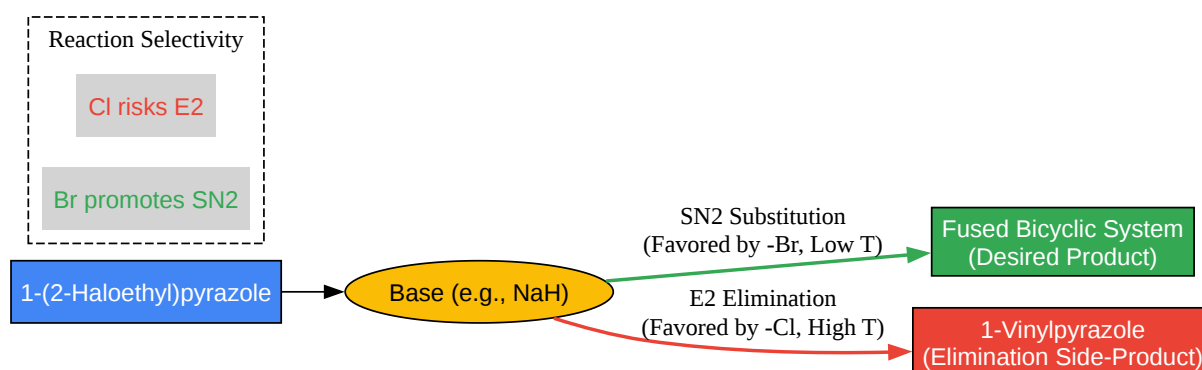 Reaction Selectivity
Cl risks E2
Br promotes SN2
1-(2-Haloethyl)pyrazole
Base (e.g., NaH)
SN2 Substitution
(Favored by -Br, Low T)
E2 Elimination
(Favored by -Cl, High T)
Fused Bicyclic System
(Desired Product)
1-Vinylpyrazole
(Elimination Side-Product)